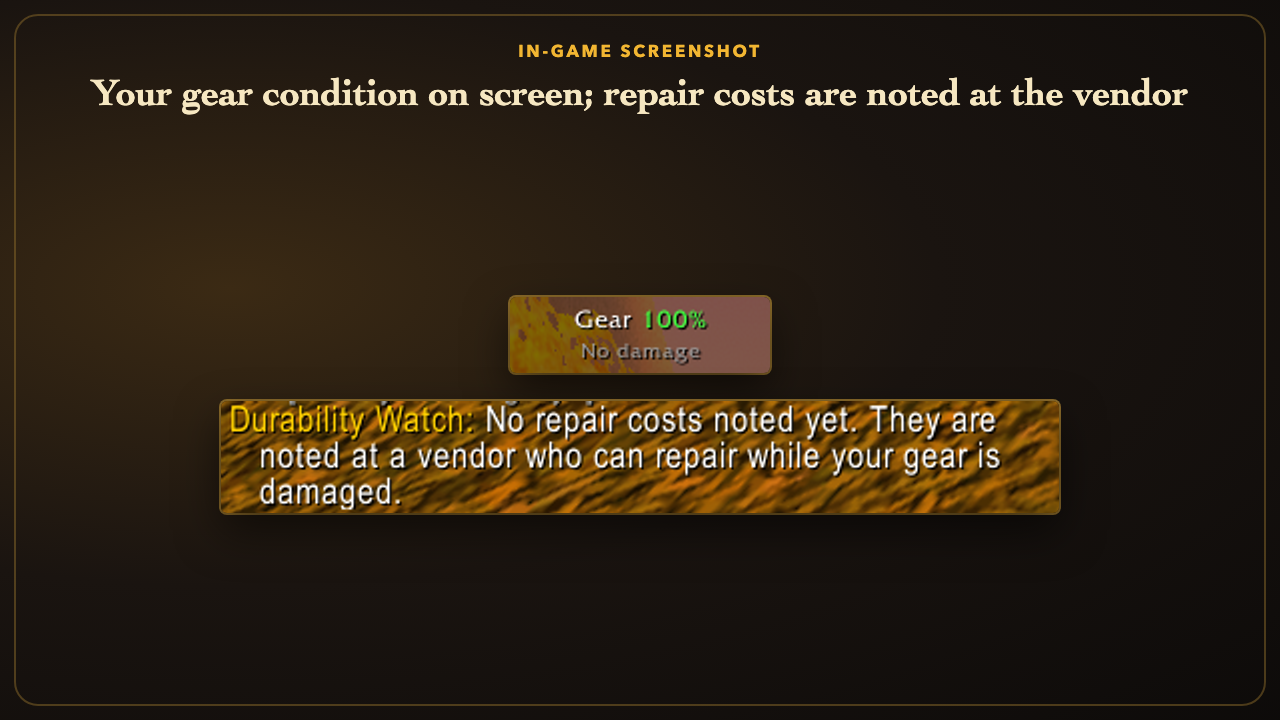 IN-GAME SCREENSHOT
Your gear condition on screen; repair costs are noted at the vendor
Gear 100%
No damage
Durability Watch: No repair costs noted yet. They are
noted at a vendor who can repair while your gear is
damaged.